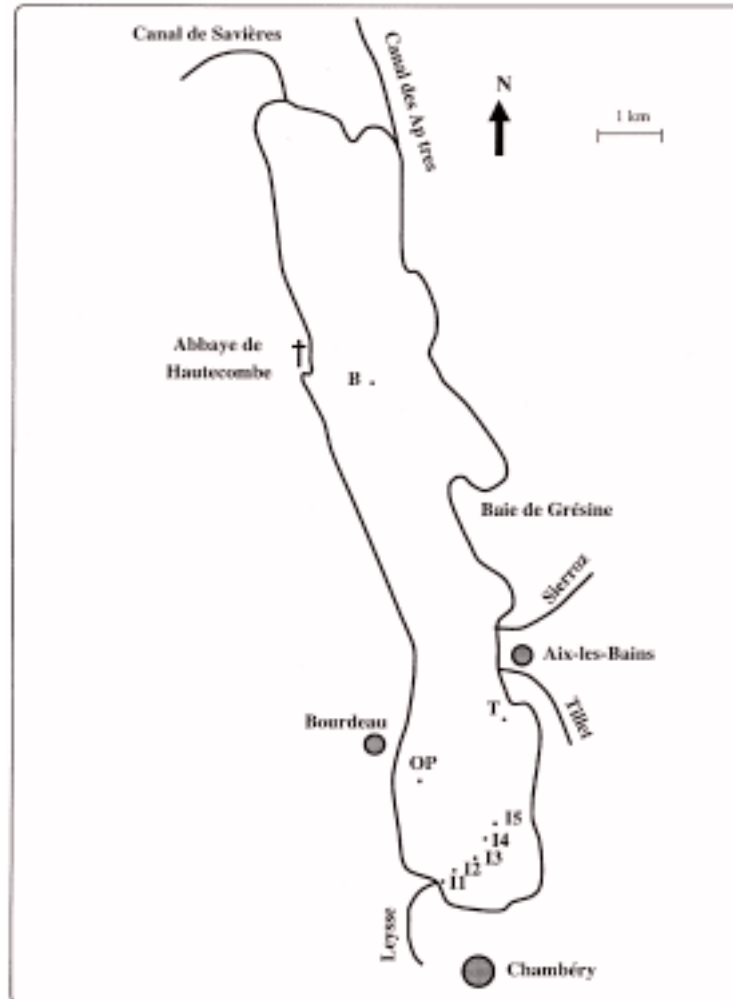 Canal de Savières
Canal des Ap tres
N
1 km
Abbaye de
Hautecombe
B
Baie de Grésine
Sierroz
Aix-les-Bains
Tillet
T
Bourdeau
OP
I5
I4
I3
I2
I1
Leysse
Chambéry